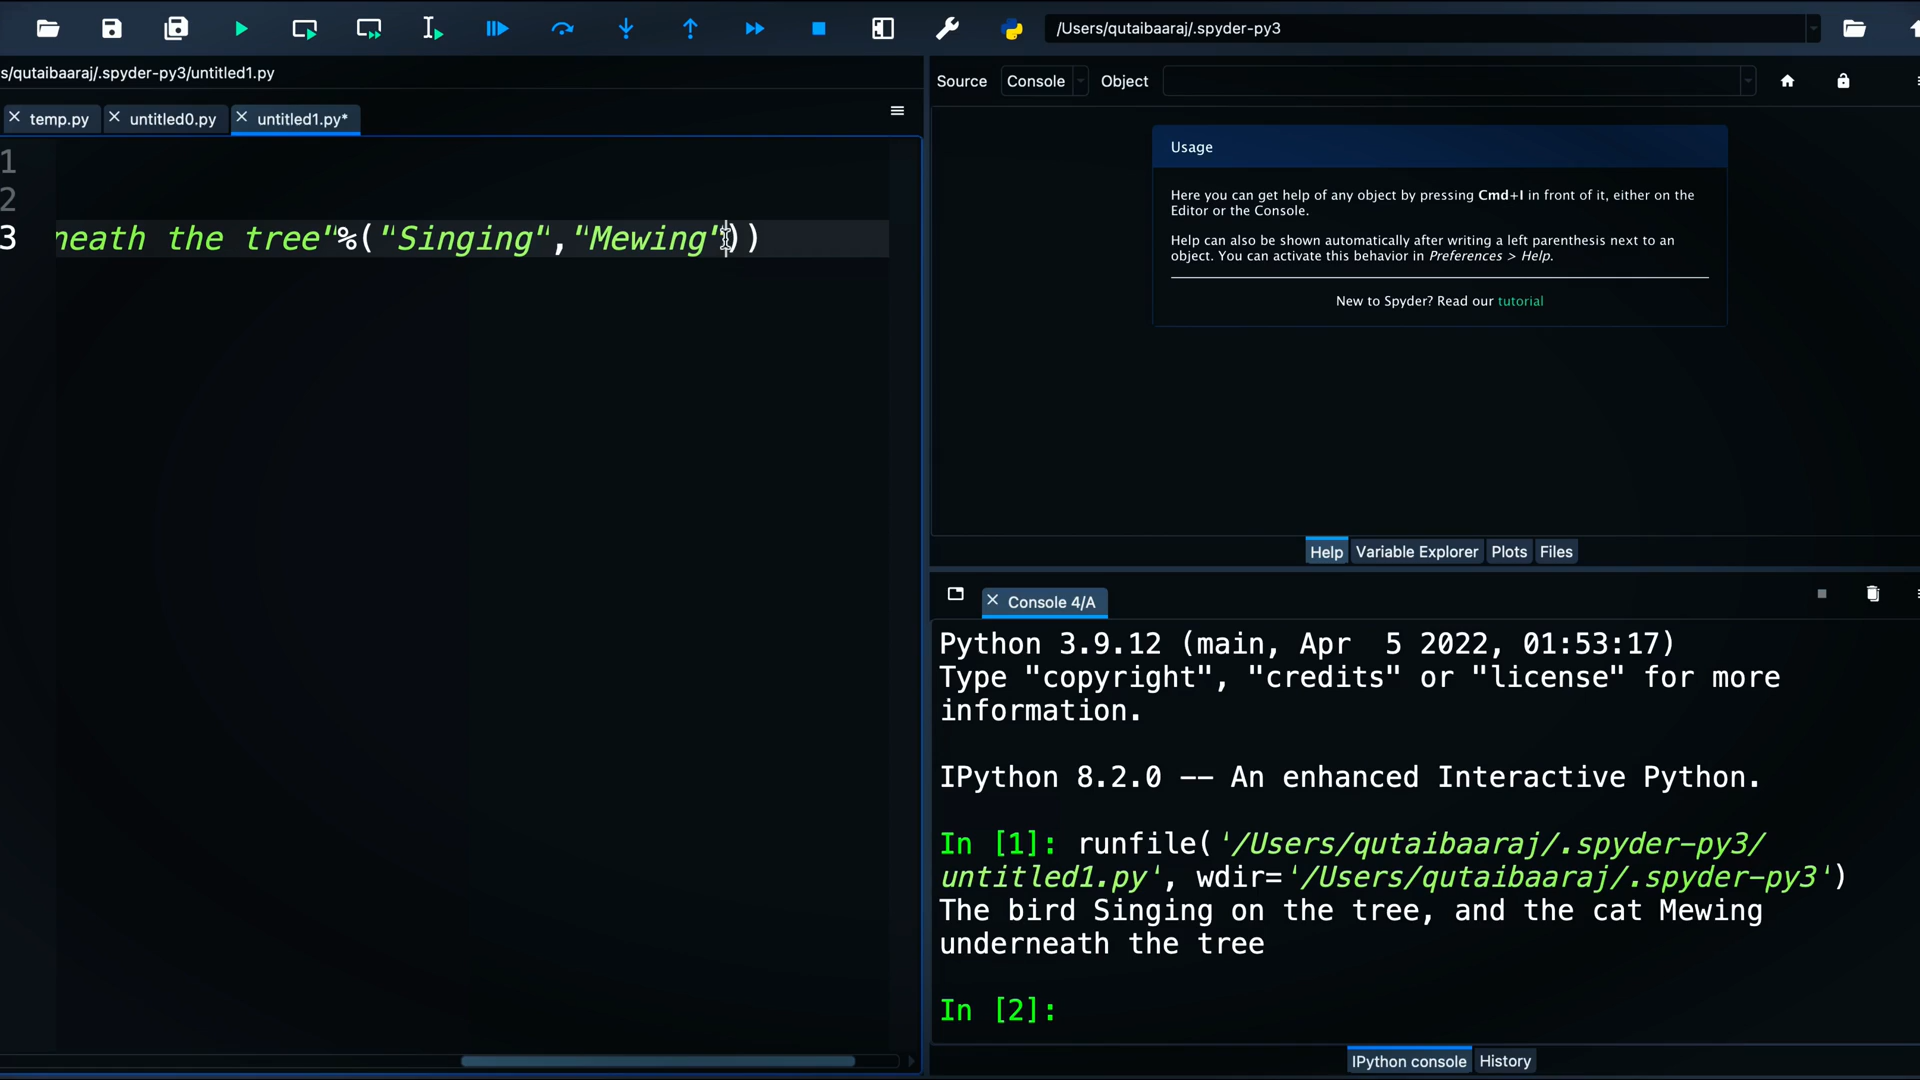 /Users/qutaibaaraj/.spyder-py3
s/qutaibaaraj/.spyder-py3/untitled1.py
Source Console Object
temp.py untitled0.py untitled1.py*
Usage
1
2
3 neath the tree"%("Singing","Mewing"))
Here you can get help of any object by pressing Cmd+I in front of it, either on the
Editor or the Console.
Help can also be shown automatically after writing a left parenthesis next to an
object. You can activate this behavior in Preferences > Help.
New to Spyder? Read our tutorial
Help Variable Explorer Plots Files
Console 4/A
Python 3.9.12 (main, Apr  5 2022, 01:53:17)
Type "copyright", "credits" or "license" for more
information.
IPython 8.2.0 -- An enhanced Interactive Python.
In [1]: runfile('/Users/qutaibaaraj/.spyder-py3/
untitled1.py', wdir='/Users/qutaibaaraj/.spyder-py3')
The bird Singing on the tree, and the cat Mewing
underneath the tree
In [2]:
IPython console History